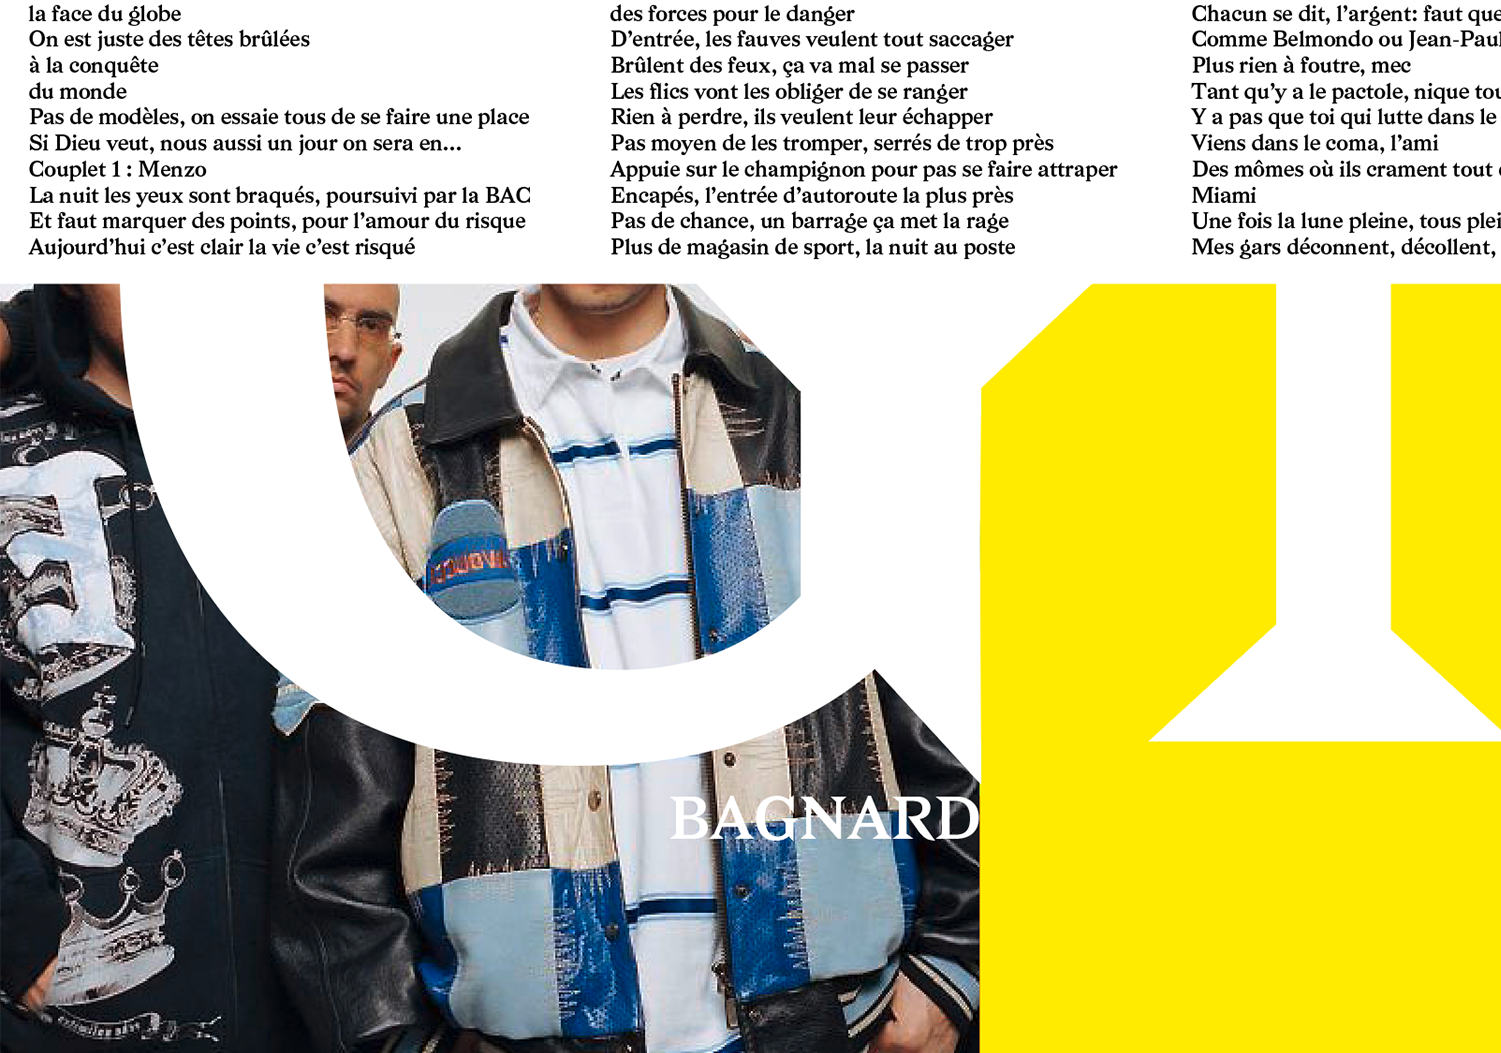 la face du globe
On est juste des têtes brûlées
à la conquête
du monde
Pas de modèles, on essaie tous de se faire une place
Si Dieu veut, nous aussi un jour on sera en...
Couplet 1 : Menzo
La nuit les yeux sont braqués, poursuivi par la BAC
Et faut marquer des points, pour l’amour du risque
Aujourd’hui c’est clair la vie c’est risqué
des forces pour le danger
D’entrée, les fauves veulent tout saccager
Brûlent des feux, ça va mal se passer
Les flics vont les obliger de se ranger
Rien à perdre, ils veulent leur échapper
Pas moyen de les tromper, serrés de trop près
Appuie sur le champignon pour pas se faire attraper
Encapés, l’entrée d’autoroute la plus près
Pas de chance, un barrage ça met la rage
Plus de magasin de sport, la nuit au poste
Chacun se dit, l’argent: faut que
Comme Belmondo ou Jean-Paul
Plus rien à foutre, mec
Tant qu’y a le pactole, nique
Y a pas que toi qui lutte dans le
Viens dans le coma, l’ami
Des mômes où ils crament tout
Miami
Une fois la lune pleine, tous
Mes gars déconnent, décollent,
BAGNARD